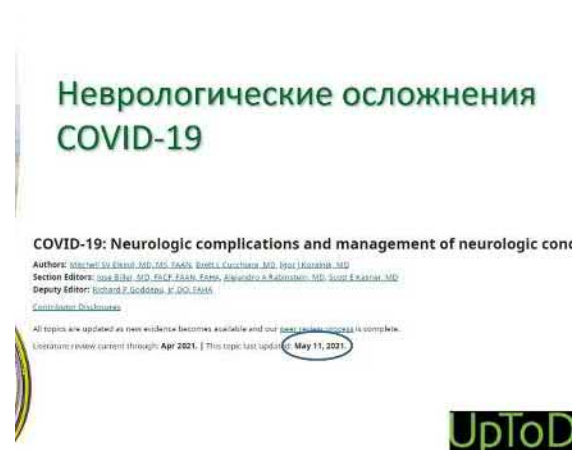 Неврологические осложнения
COVID-19
COVID-19: Neurologic complications and management of neurologic conc
Authors: Mitchell SV Elkind, MD, MS, FAAN, Brett L Cucchiara, MD, Igor J Koralnik, MD
Section Editors: Jose Biller, MD, FACP, FAAN, FAHA, Alejandro A Rabinstein, MD, Scott E Kasner, MD
Deputy Editor: Richard P Goddeau, Jr, DO, FAHA
Contributor Disclosures
All topics are updated as new evidence becomes available and our peer review process is complete.
Literature review current through: Apr 2021. | This topic last updated: May 11, 2021.
UpToD